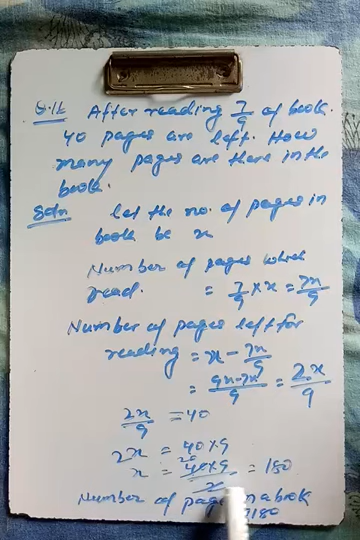 Q.16 After reading 7/9 of book.
40 pages are left. How
many pages are there in the
book.
Soln let the no. of pages in
book be x
Number of pages which
read. = 7/9 × x = 7x/9
Number of pages left for
reading = x - 7x/9
= 9x-7x/9 = 2x/9
2x/9 = 40
2x = 40×9
x = 40×9/2 = 180
20
Number of pages in a book
180